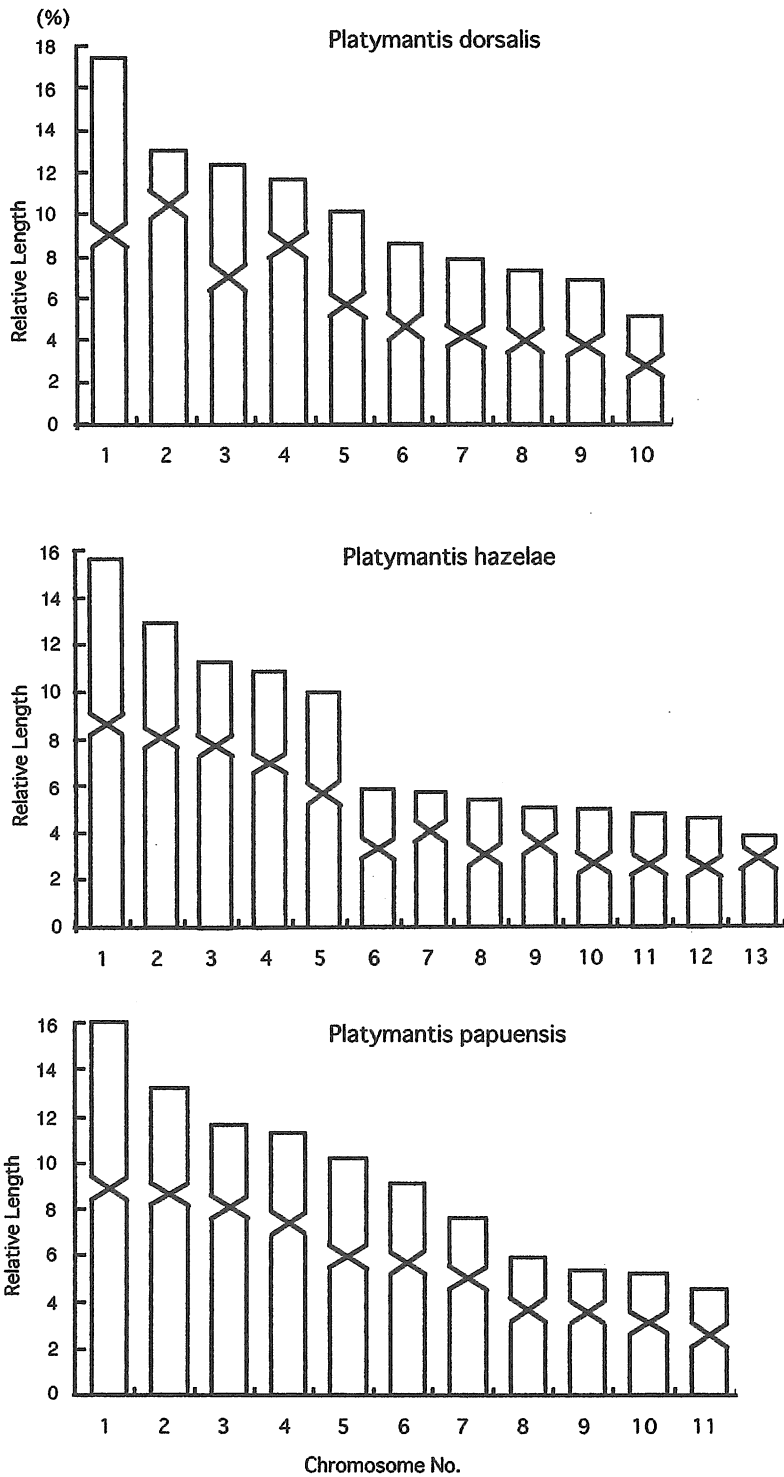 (%)
Platymantis dorsalis
18
16
14
12
10
8
6
4
2
0
Relative Length
1 2 3 4 5 6 7 8 9 10
Platymantis hazelae
16
14
12
10
8
6
4
2
0
Relative Length
1 2 3 4 5 6 7 8 9 10 11 12 13
Platymantis papuensis
16
14
12
10
8
6
4
2
0
Relative Length
1 2 3 4 5 6 7 8 9 10 11
Chromosome No.